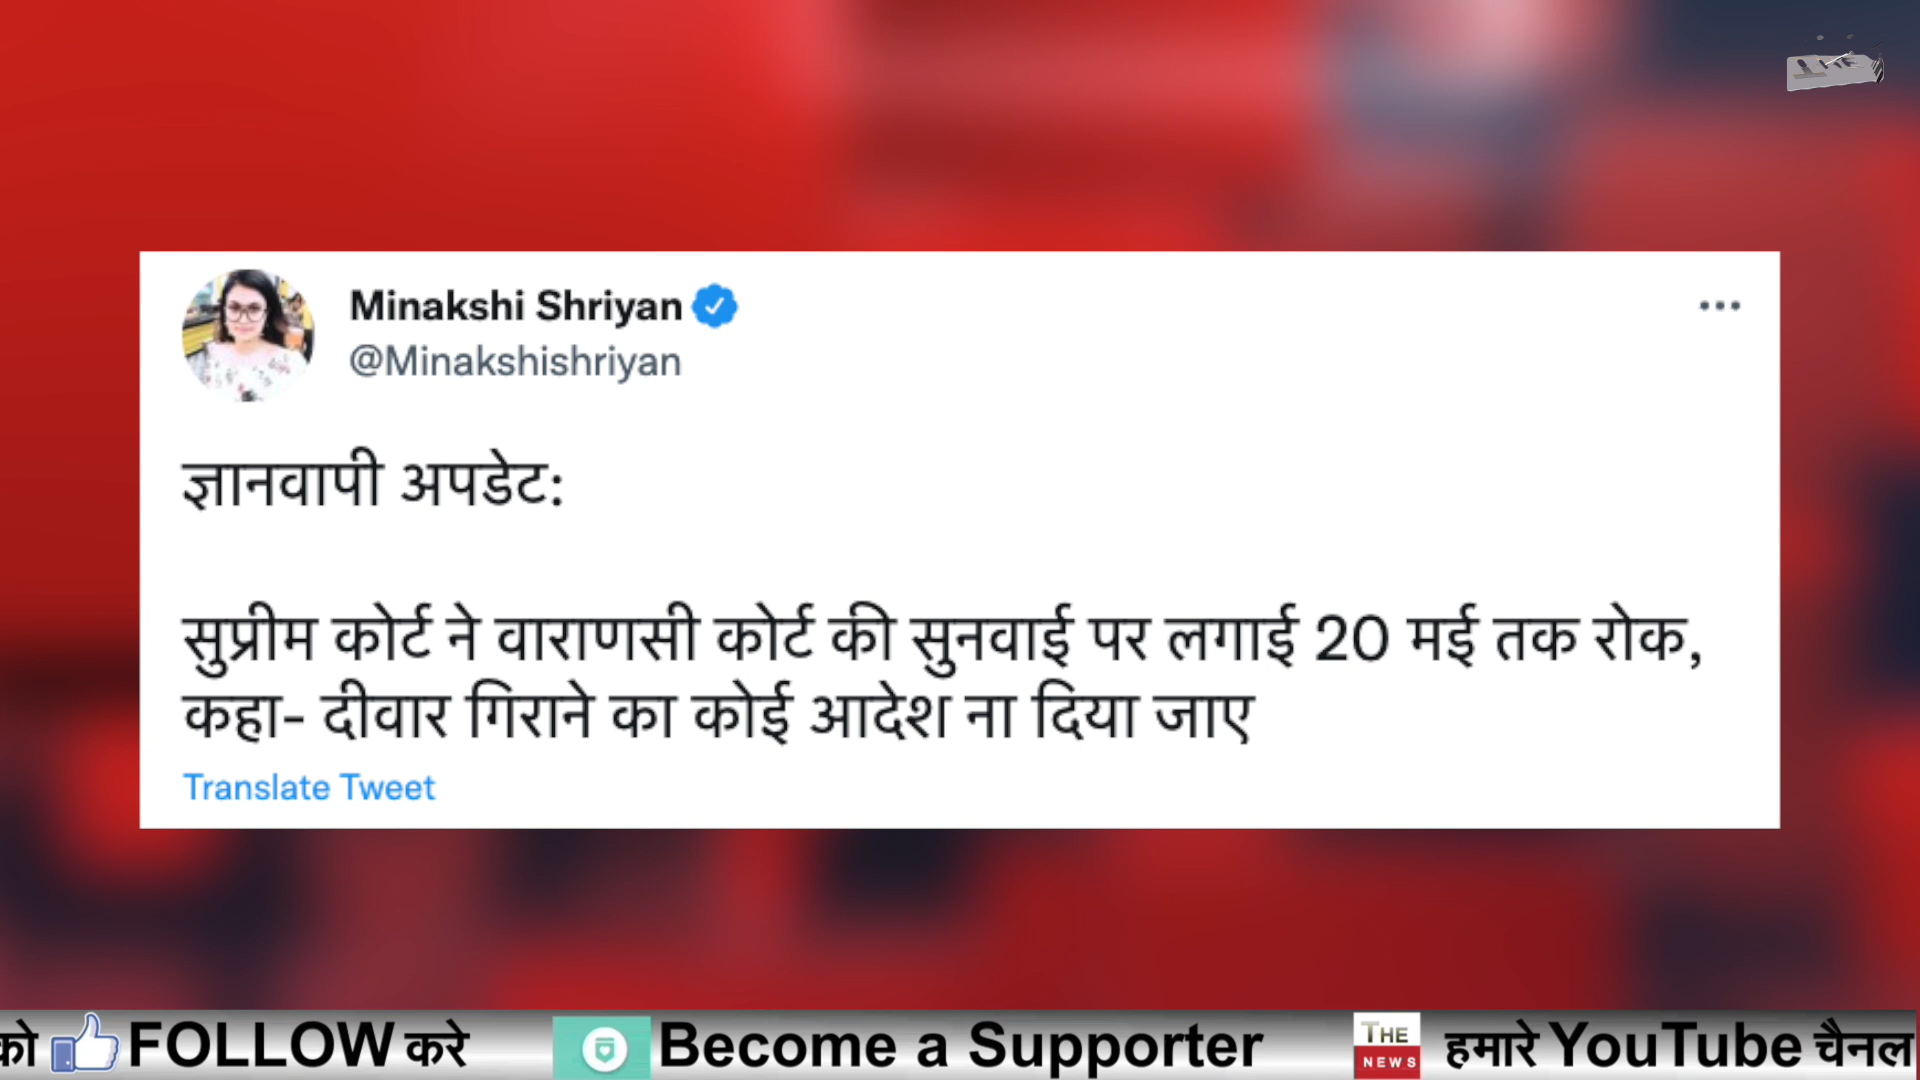 Minakshi Shriyan
@Minakshishriyan
ज्ञानवापी अपडेट:
सुप्रीम कोर्ट ने वाराणसी कोर्ट की सुनवाई पर लगाई 20 मई तक रोक,
कहा- दीवार गिराने का कोई आदेश ना दिया जाए
Translate Tweet
को FOLLOW करे Become a Supporter THE NEWS हमारे YouTube चैनल